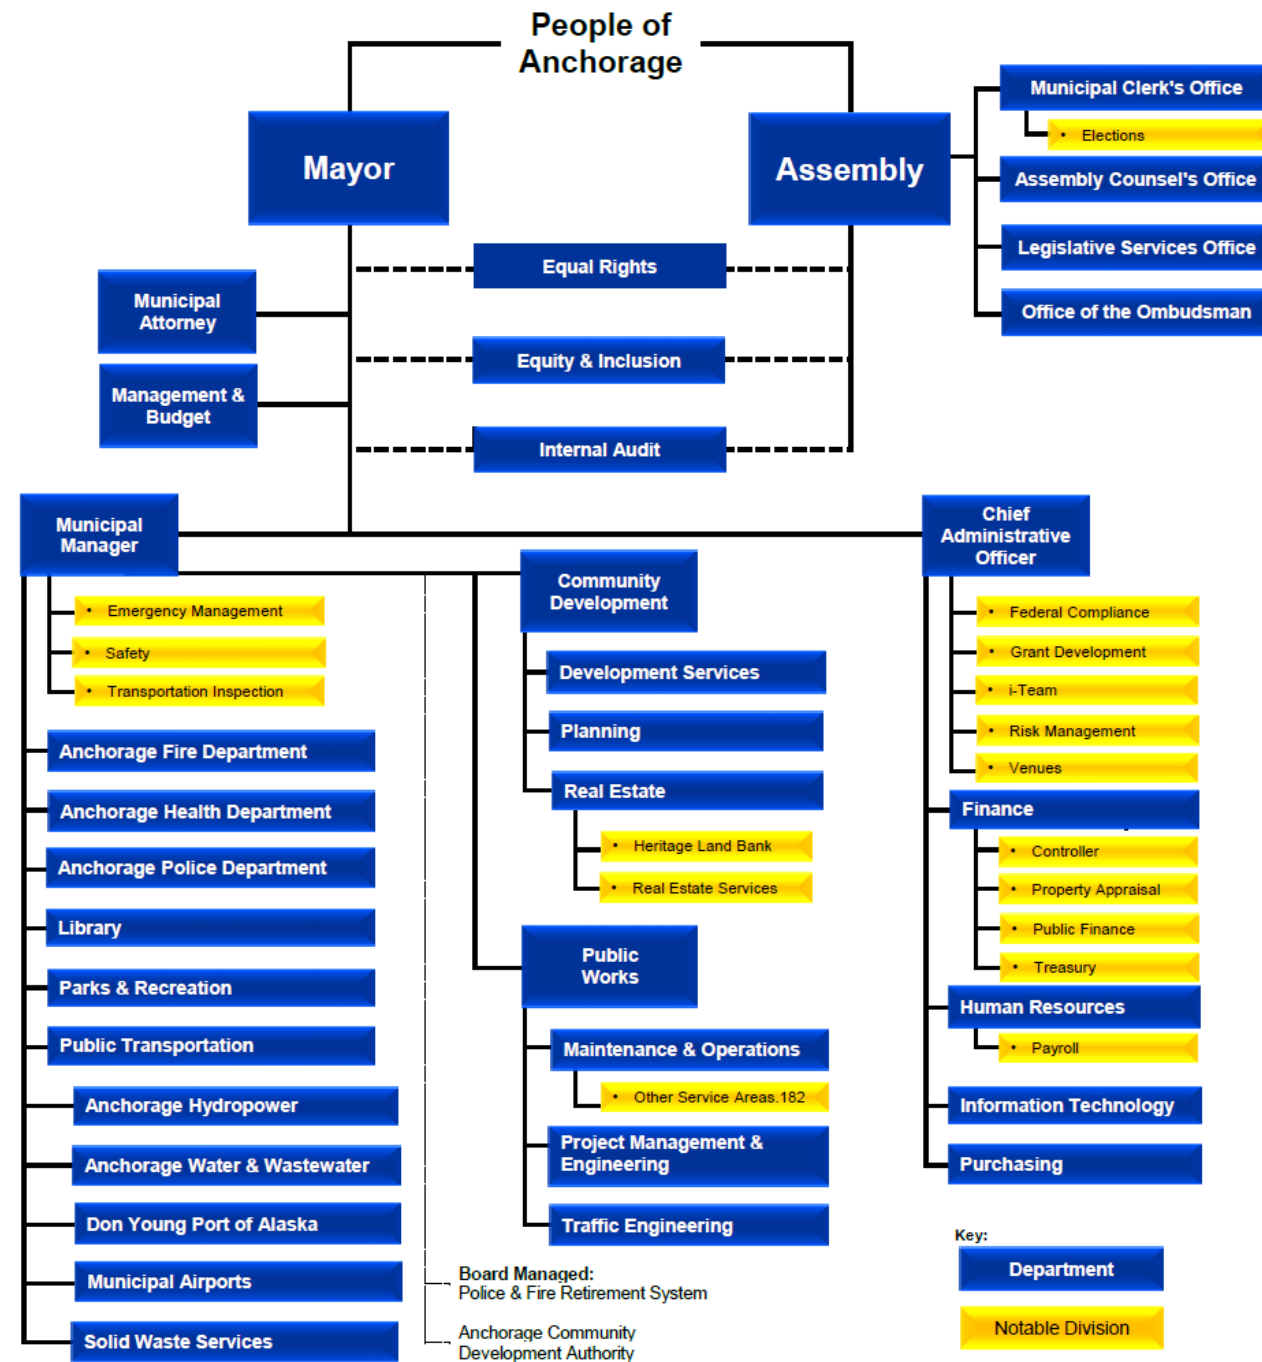 People of
Anchorage
Mayor
Assembly
Municipal Clerk's Office
• Elections
Assembly Counsel's Office
Legislative Services Office
Office of the Ombudsman
Equal Rights
Equity & Inclusion
Internal Audit
Municipal
Attorney
Management &
Budget
Municipal
Manager
• Emergency Management
• Safety
• Transportation Inspection
Anchorage Fire Department
Anchorage Health Department
Anchorage Police Department
Library
Parks & Recreation
Public Transportation
Anchorage Hydropower
Anchorage Water & Wastewater
Don Young Port of Alaska
Municipal Airports
Solid Waste Services
Community
Development
Development Services
Planning
Real Estate
• Heritage Land Bank
• Real Estate Services
Public
Works
Maintenance & Operations
• Other Service Areas.182
Project Management &
Engineering
Traffic Engineering
Board Managed:
Police & Fire Retirement System
Anchorage Community
Development Authority
Chief
Administrative
Officer
• Federal Compliance
• Grant Development
• i-Team
• Risk Management
• Venues
Finance
• Controller
• Property Appraisal
• Public Finance
• Treasury
Human Resources
• Payroll
Information Technology
Purchasing
Key:
Department
Notable Division